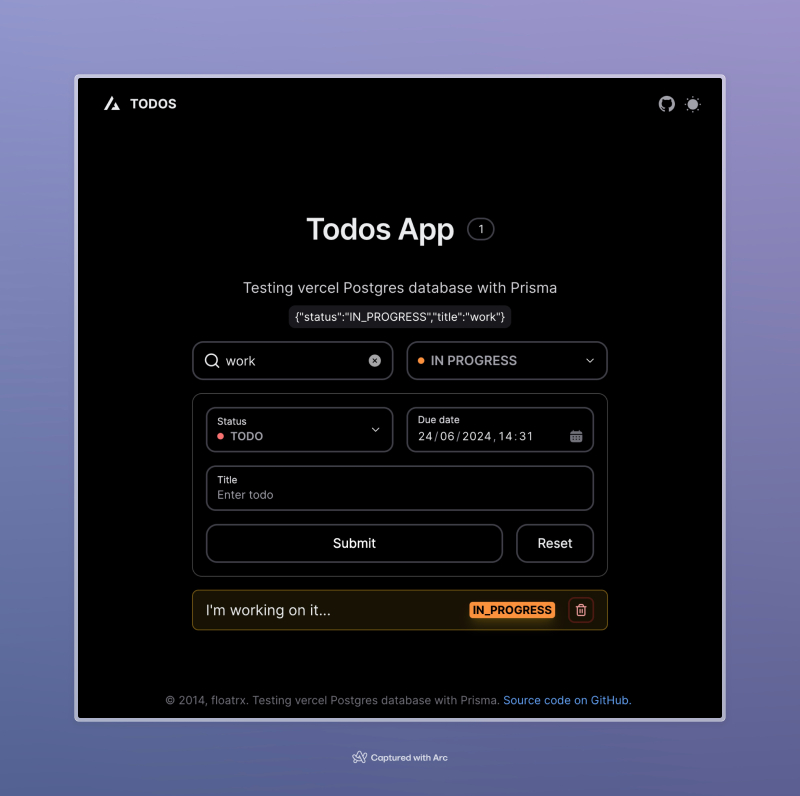 TODOS
Todos App 1
Testing vercel Postgres database with Prisma
{"status":"IN_PROGRESS","title":"work"}
work
IN PROGRESS
Status
TODO
Due date
24/06/2024, 14:31
Title
Enter todo
Submit
Reset
I'm working on it...
IN_PROGRESS
© 2014, floatrx. Testing vercel Postgres database with Prisma. Source code on GitHub.
Captured with Arc